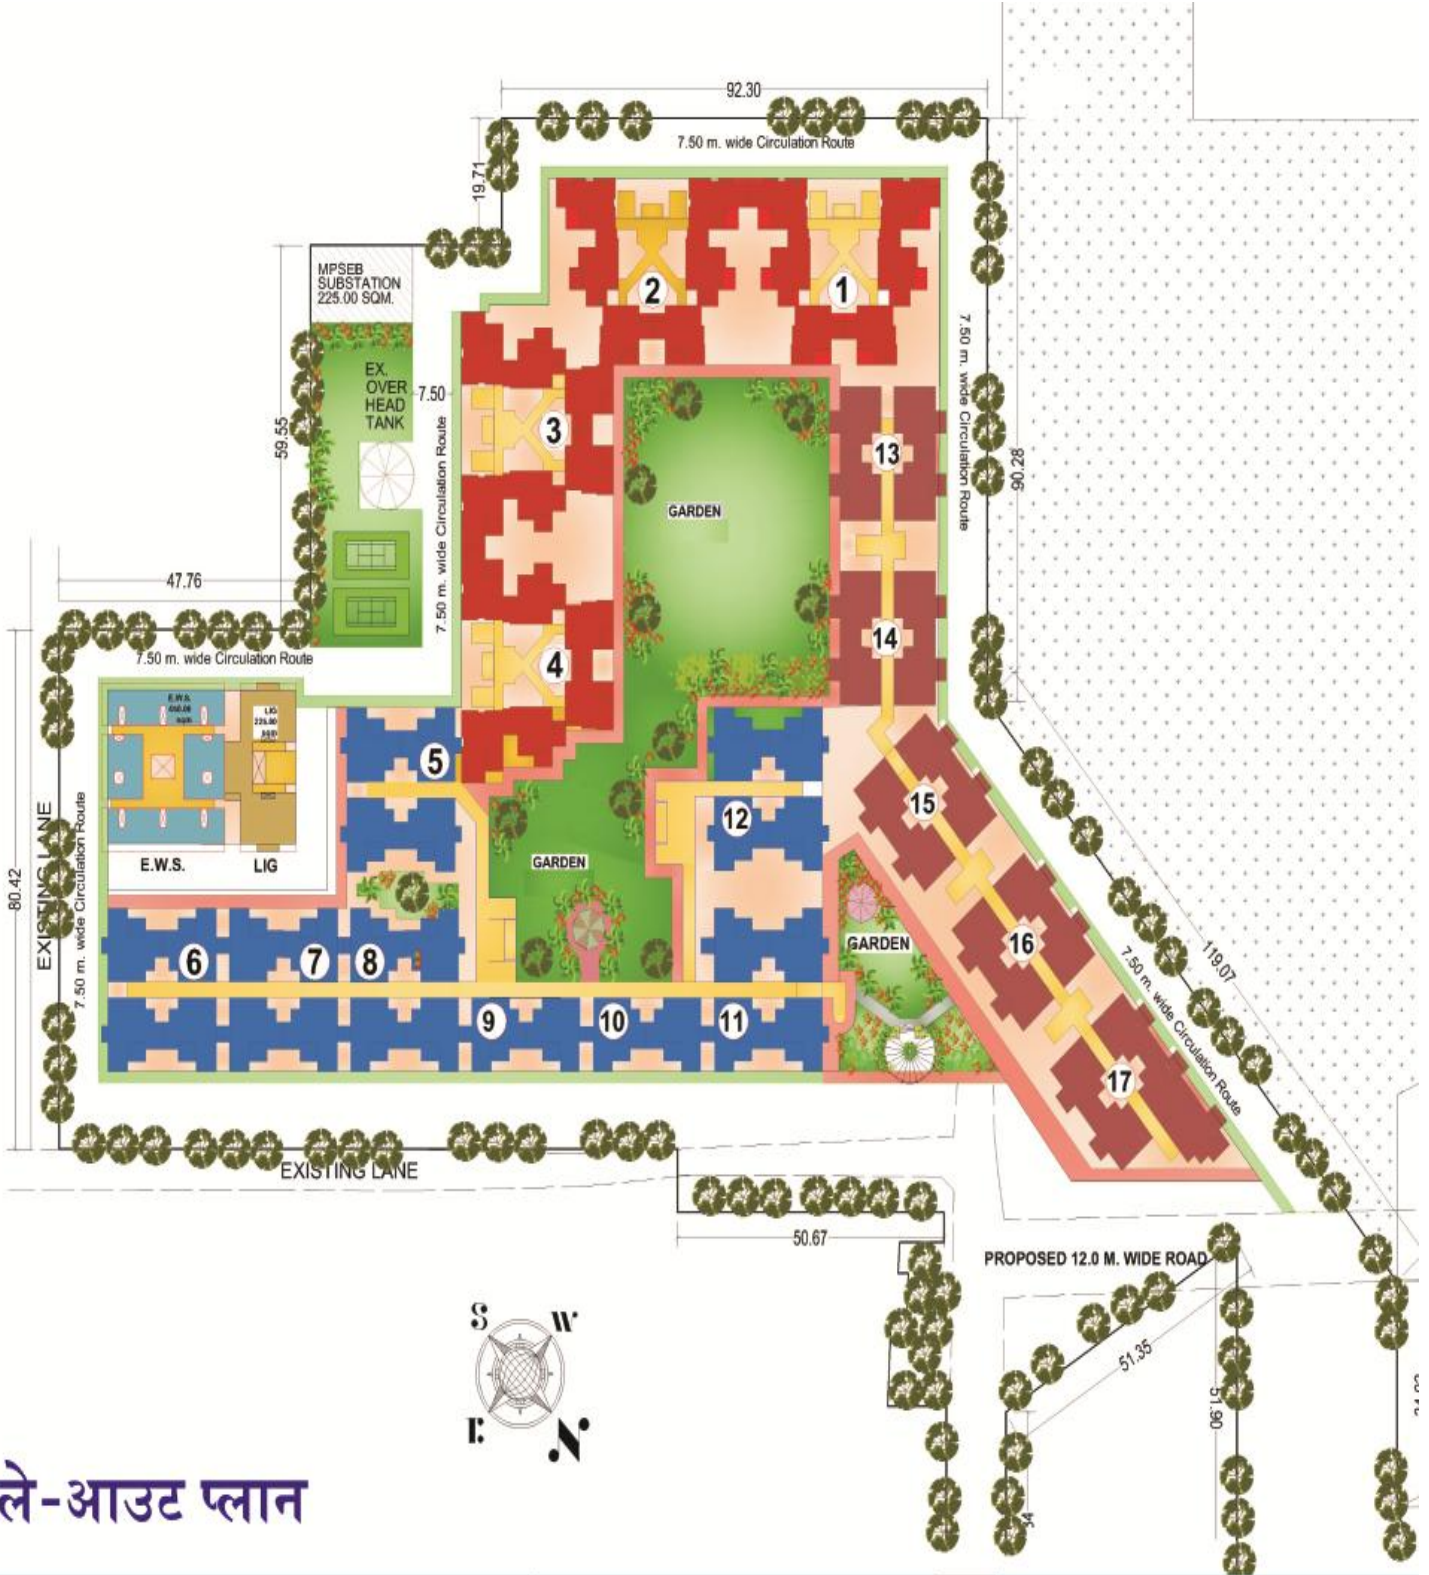 92.30
7.50 m. wide Circulation Route
19.71
MPSEB
SUBSTATION
225.00 SQM.
2
1
EX.
OVER
HEAD
TANK
7.50
59.55
7.50 m. wide Circulation Route
3
7.50 m. wide Circulation Route
90.28
13
GARDEN
47.76
14
4
7.50 m. wide Circulation Route
E.W.S.
LIG
5
15
12
E.W.S.
LIG
GARDEN
80.42
EXISTING LANE
7.50 m. wide Circulation Route
6
7
8
GARDEN
16
119.07
7.50 m. wide Circulation Route
9
10
11
17
EXISTING LANE
50.67
PROPOSED 12.0 M. WIDE ROAD
51.35
51.90
S
W
E
N
ले-आउट प्लान